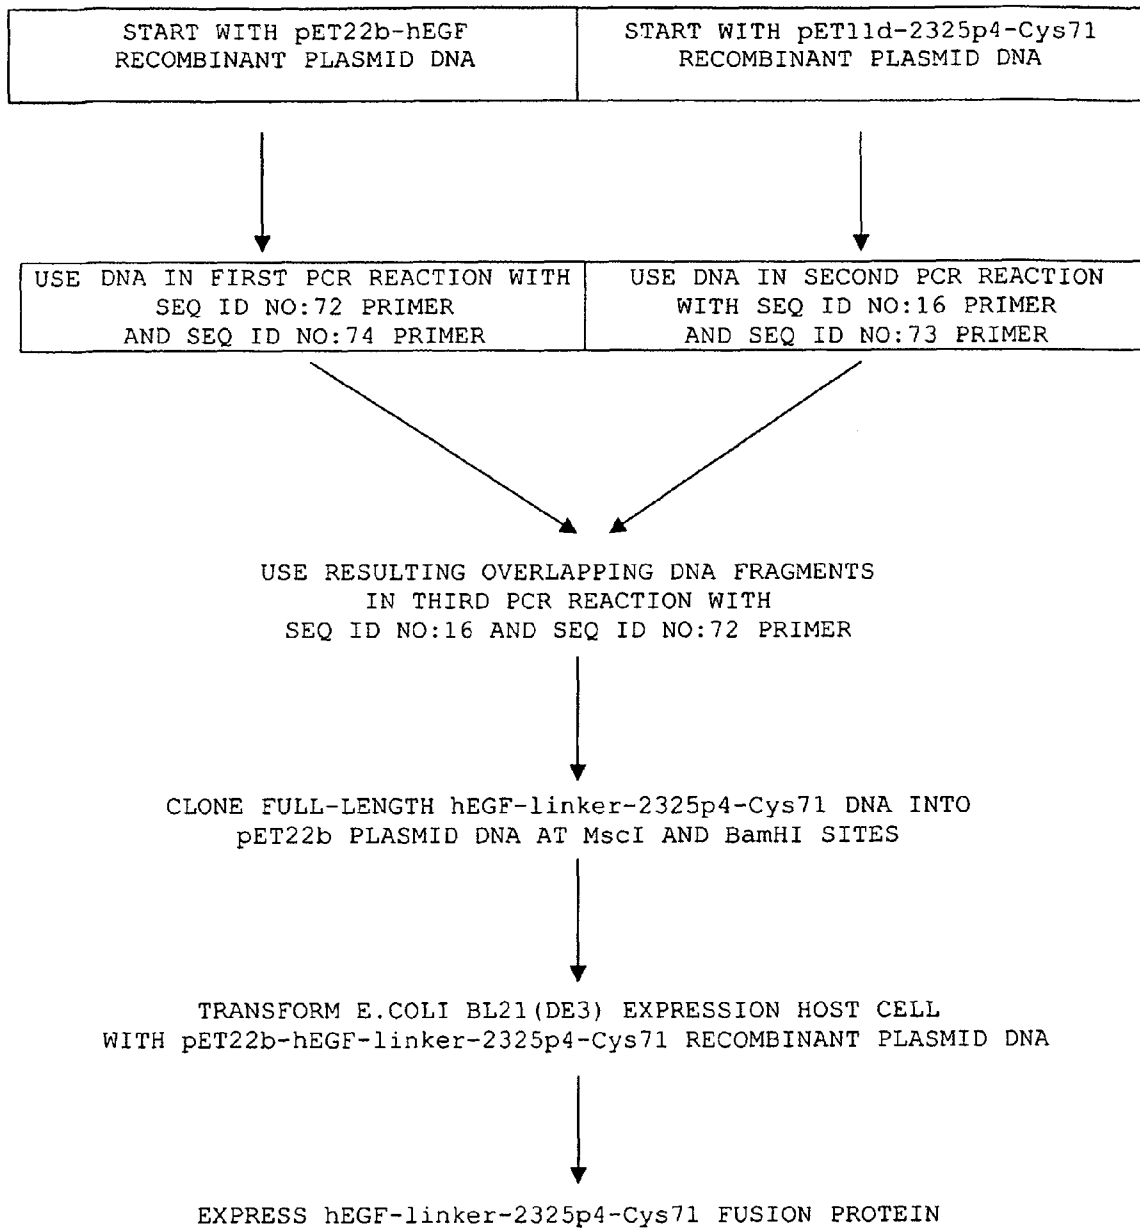 START WITH pET22b-hEGF
RECOMBINANT PLASMID DNA
START WITH pET11d-2325p4-Cys71
RECOMBINANT PLASMID DNA
USE DNA IN FIRST PCR REACTION WITH
SEQ ID NO:72 PRIMER
AND SEQ ID NO:74 PRIMER
USE DNA IN SECOND PCR REACTION
WITH SEQ ID NO:16 PRIMER
AND SEQ ID NO:73 PRIMER
USE RESULTING OVERLAPPING DNA FRAGMENTS
IN THIRD PCR REACTION WITH
SEQ ID NO:16 AND SEQ ID NO:72 PRIMER
CLONE FULL-LENGTH hEGF-linker-2325p4-Cys71 DNA INTO
pET22b PLASMID DNA AT MscI AND BamHI SITES
TRANSFORM E.COLI BL21(DE3) EXPRESSION HOST CELL
WITH pET22b-hEGF-linker-2325p4-Cys71 RECOMBINANT PLASMID DNA
EXPRESS hEGF-linker-2325p4-Cys71 FUSION PROTEIN